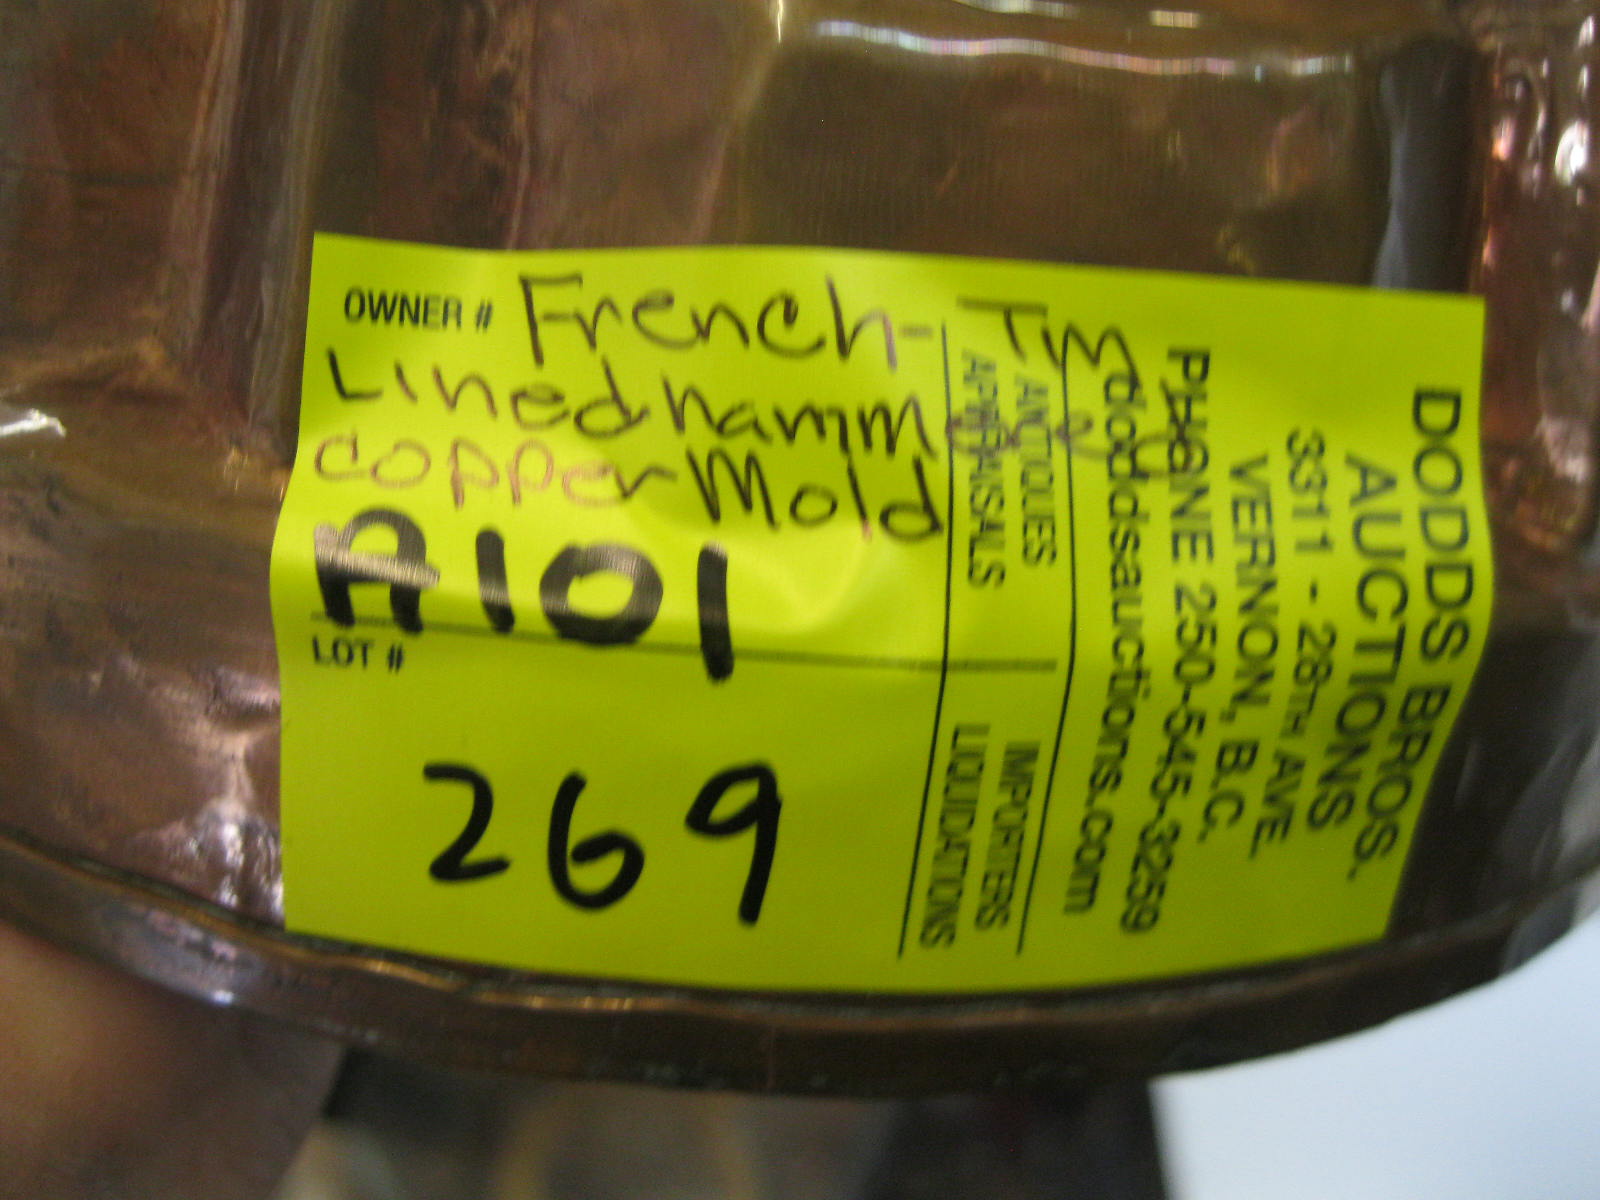 OWNER # French-Tin
Lined hammered
copper Mold
A101
LOT #
269
ANTIQUES
APPRAISALS
IMPORTERS
LIQUIDATIONS
DODDS BROS.
AUCTIONS
3311 - 28TH AVE.
VERNON, B.C.
PHONE 250-545-3259
doddsauctions.com